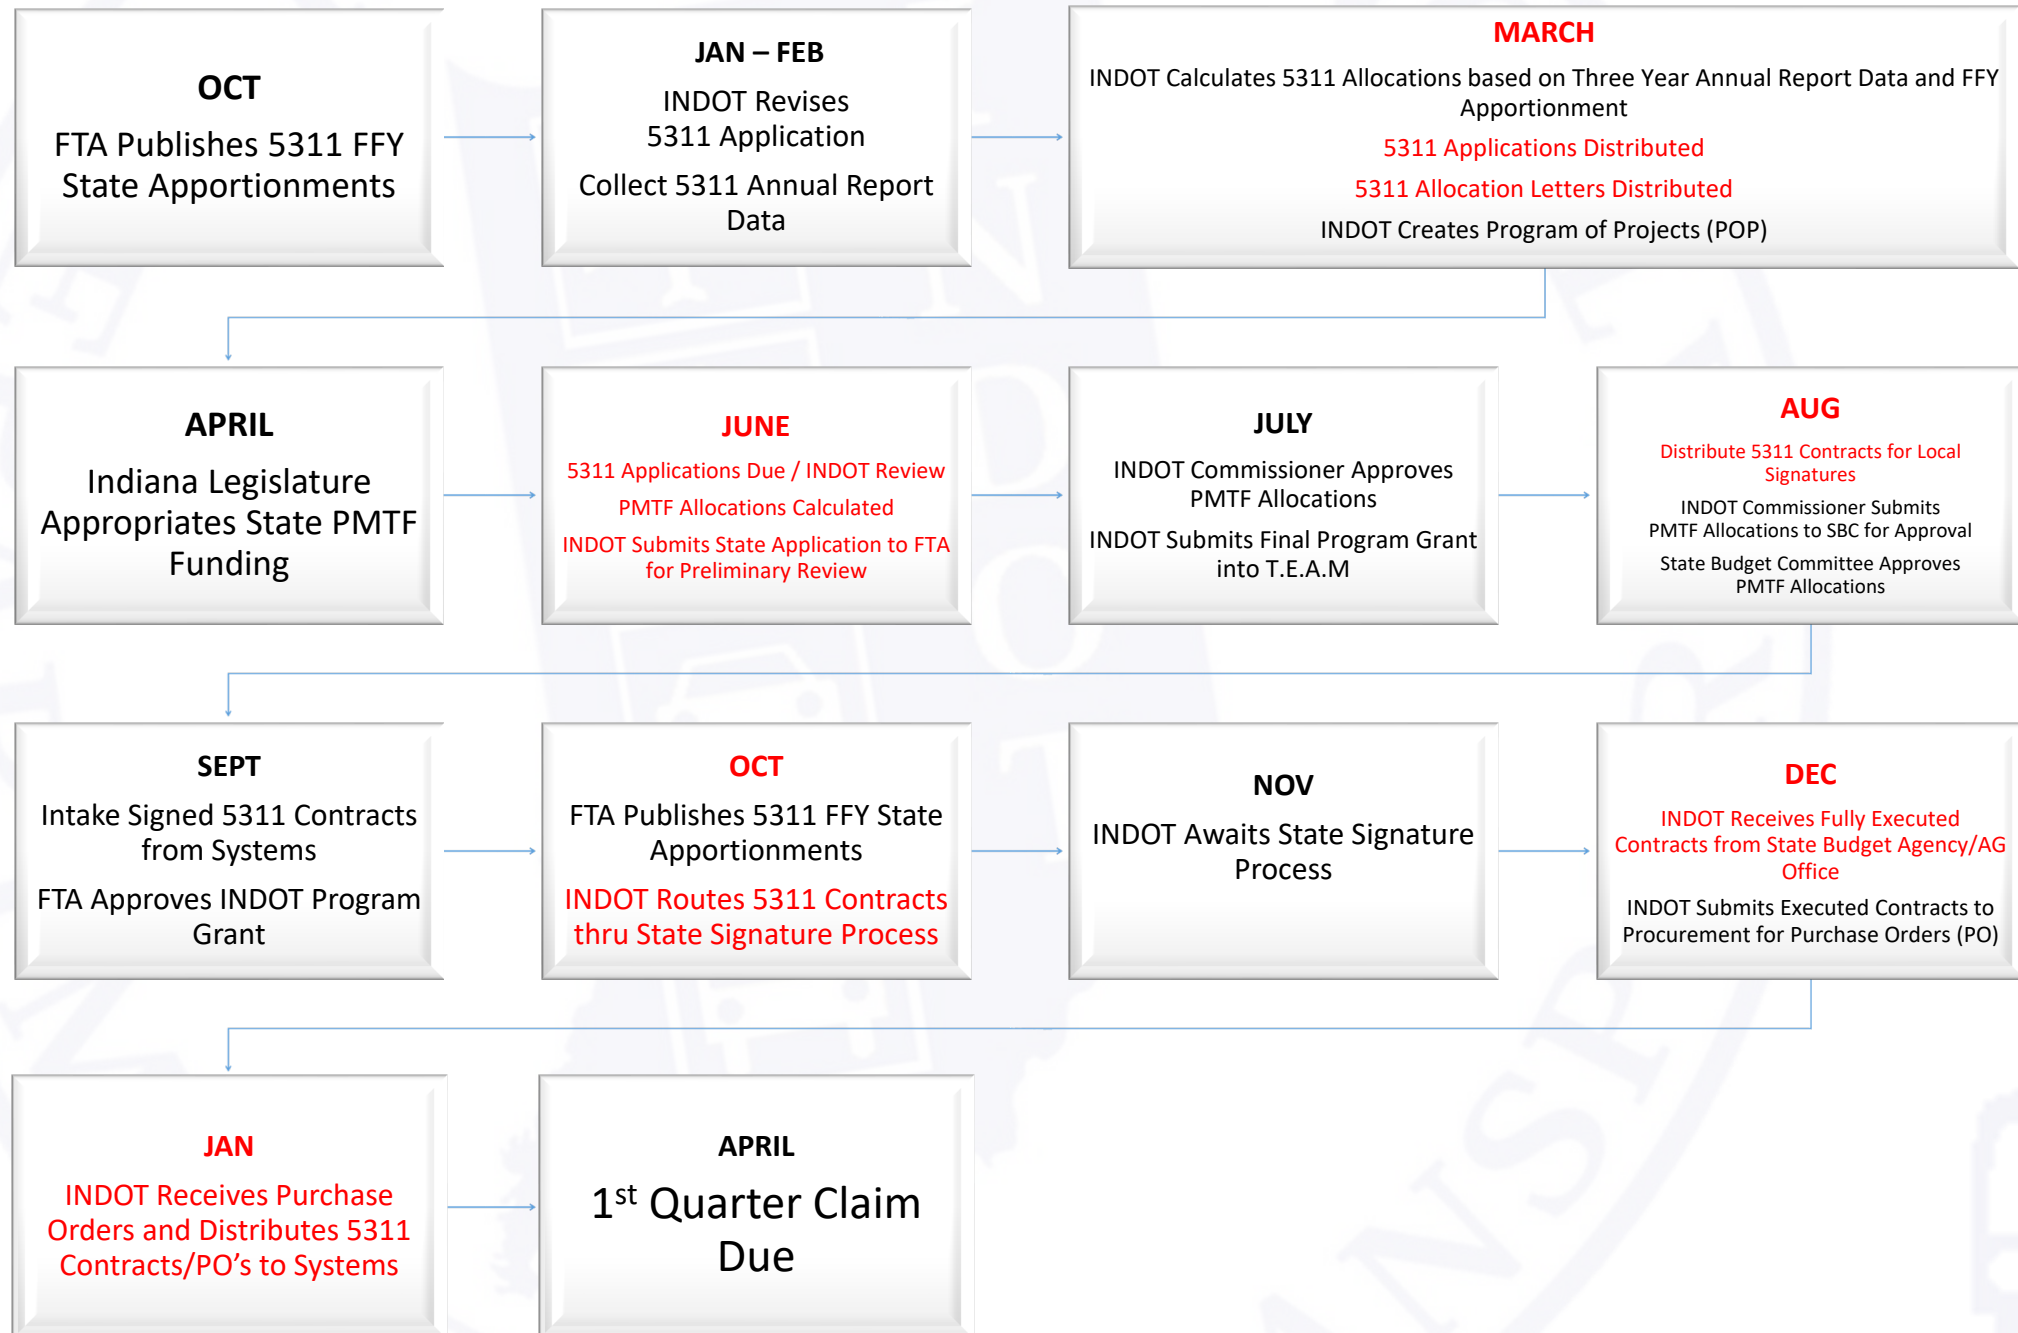 OCT
FTA Publishes 5311 FFY
State Apportionments
JAN – FEB
INDOT Revises
5311 Application
Collect 5311 Annual Report
Data
MARCH
INDOT Calculates 5311 Allocations based on Three Year Annual Report Data and FFY
Apportionment
5311 Applications Distributed
5311 Allocation Letters Distributed
INDOT Creates Program of Projects (POP)
APRIL
Indiana Legislature
Appropriates State PMTF
Funding
JUNE
5311 Applications Due / INDOT Review
PMTF Allocations Calculated
INDOT Submits State Application to FTA
for Preliminary Review
JULY
INDOT Commissioner Approves
PMTF Allocations
INDOT Submits Final Program Grant
into T.E.A.M
AUG
Distribute 5311 Contracts for Local
Signatures
INDOT Commissioner Submits
PMTF Allocations to SBC for Approval
State Budget Committee Approves
PMTF Allocations
SEPT
Intake Signed 5311 Contracts
from Systems
FTA Approves INDOT Program
Grant
OCT
FTA Publishes 5311 FFY State
Apportionments
INDOT Routes 5311 Contracts
thru State Signature Process
NOV
INDOT Awaits State Signature
Process
DEC
INDOT Receives Fully Executed
Contracts from State Budget Agency/AG
Office
INDOT Submits Executed Contracts to
Procurement for Purchase Orders (PO)
JAN
INDOT Receives Purchase
Orders and Distributes 5311
Contracts/PO’s to Systems
APRIL
1st Quarter Claim
Due